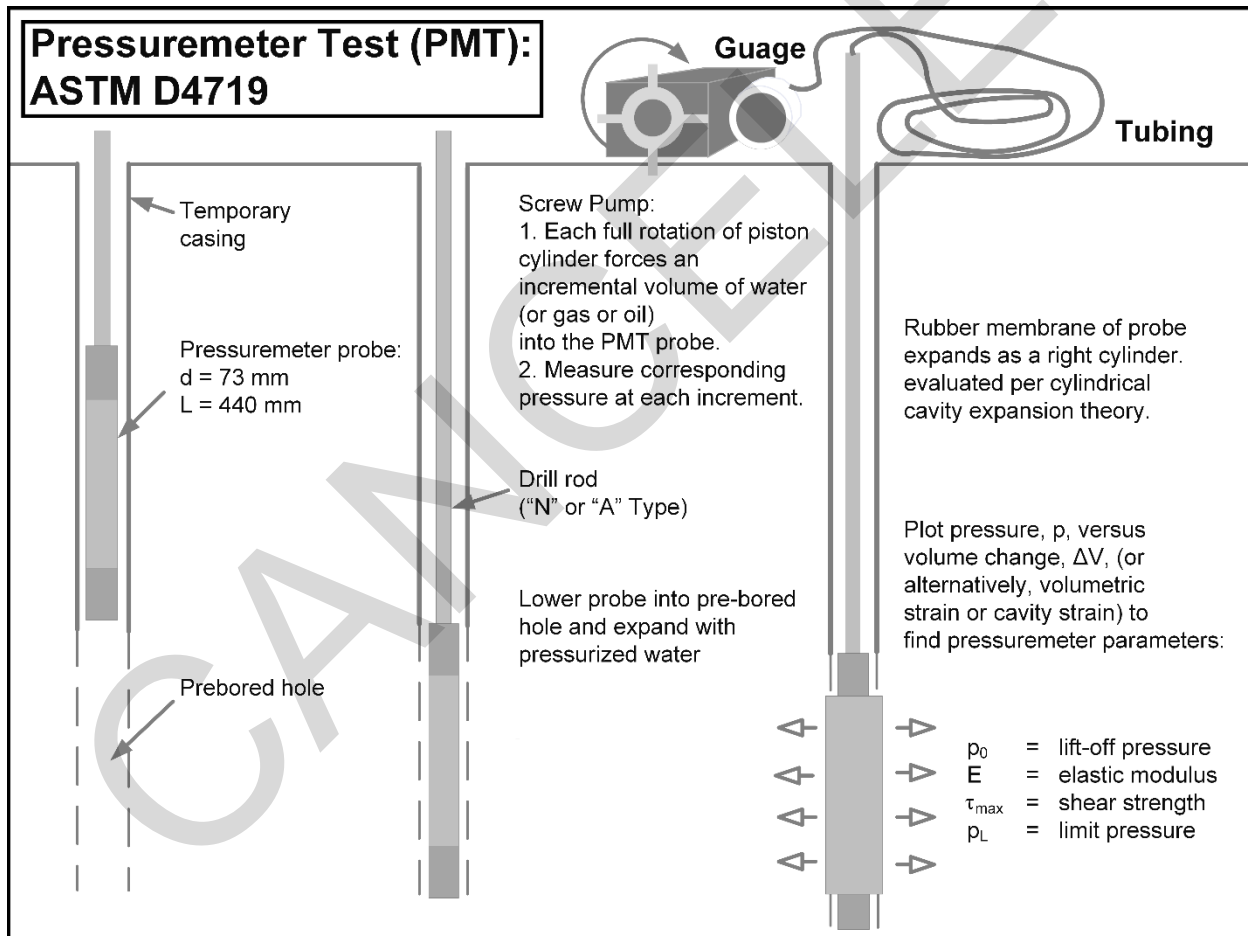 Pressuremeter Test (PMT):
ASTM D4719
Guage
Tubing
Temporary
casing
Pressuremeter probe:
d = 73 mm
L = 440 mm
Prebored hole
Screw Pump:
1. Each full rotation of piston
cylinder forces an
incremental volume of water
(or gas or oil)
into the PMT probe.
2. Measure corresponding
pressure at each increment.
Drill rod
(“N” or “A” Type)
Lower probe into pre-bored
hole and expand with
pressurized water
Rubber membrane of probe
expands as a right cylinder.
evaluated per cylindrical
cavity expansion theory.
Plot pressure, p, versus
volume change, ΔV, (or
alternatively, volumetric
strain or cavity strain) to
find pressuremeter parameters:
p₀ = lift-off pressure
E = elastic modulus
τmax = shear strength
pL = limit pressure